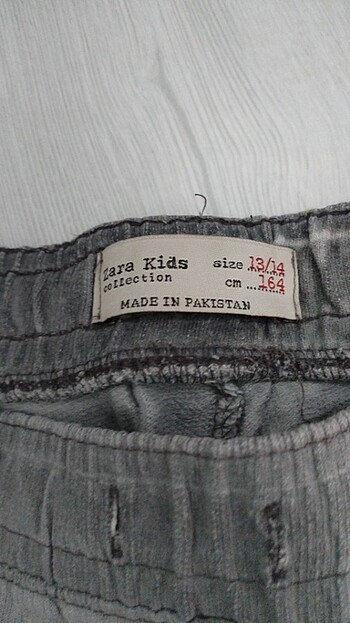 Zara Kids size 13/14
collection cm 164
MADE IN PAKISTAN